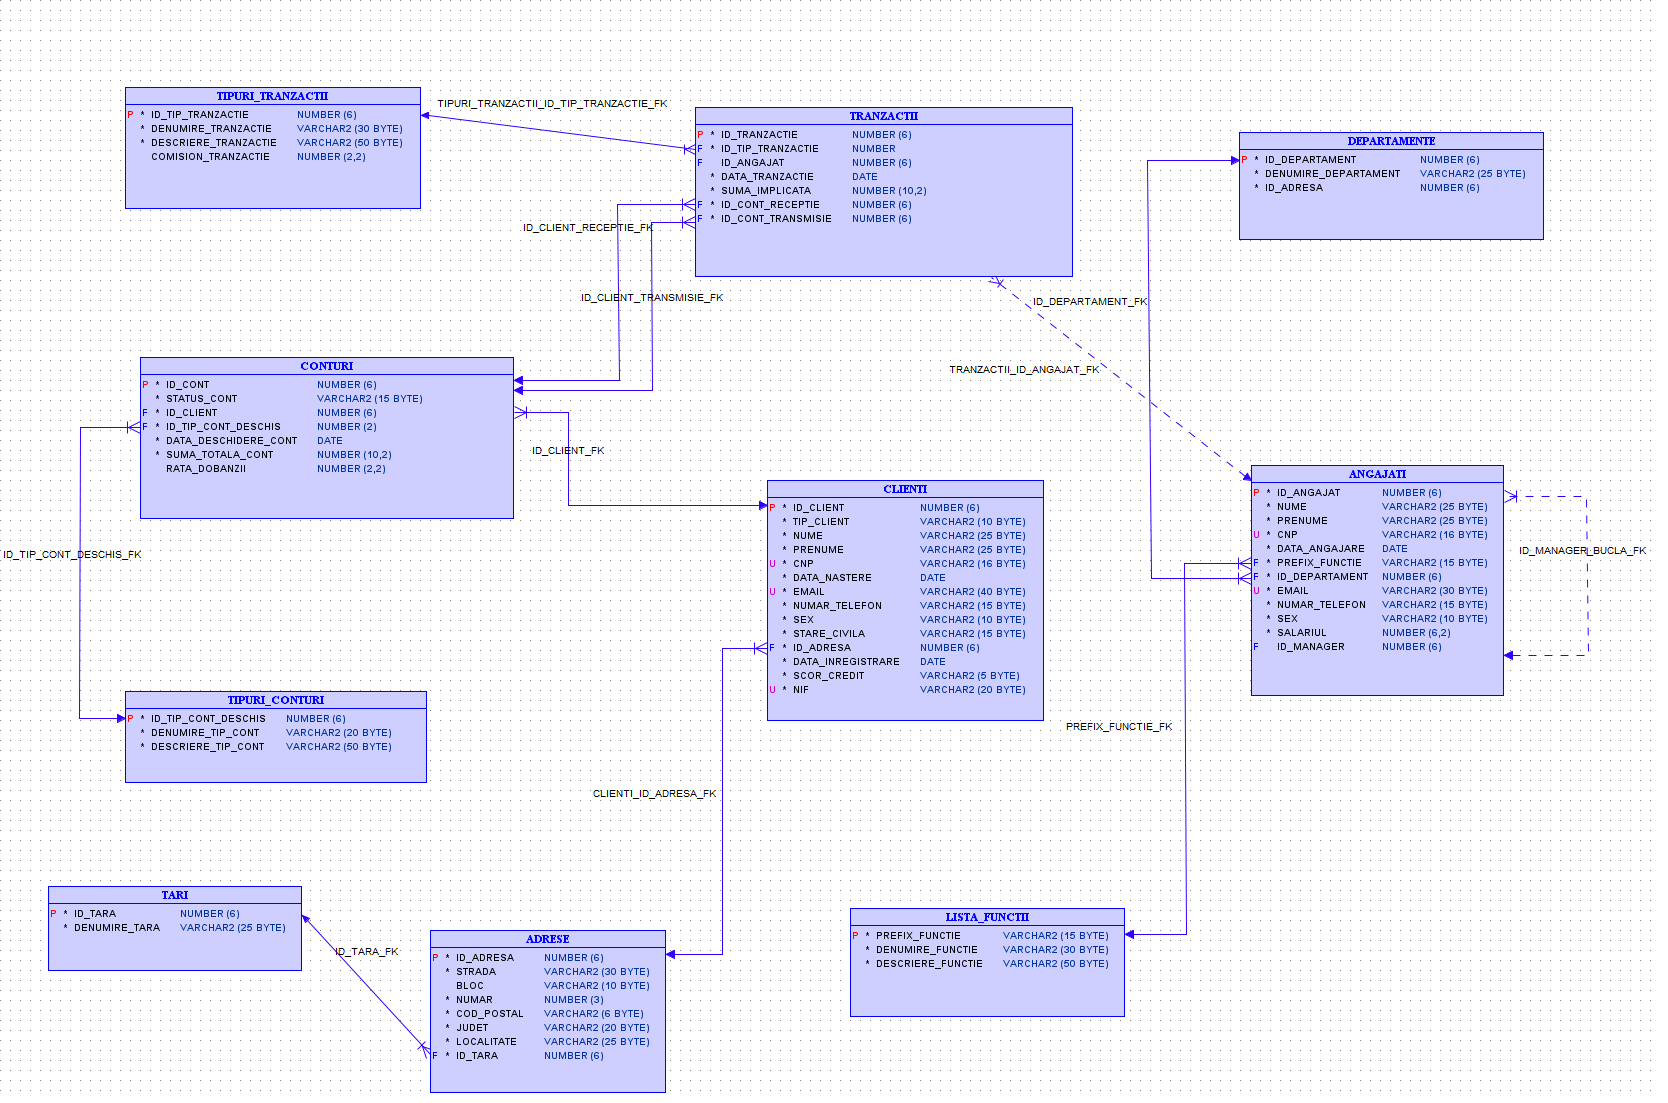 TIPURI_TRANZACTII
P * ID_TIP_TRANZACTIE NUMBER (6)
* DENUMIRE_TRANZACTIE VARCHAR2 (30 BYTE)
* DESCRIERE_TRANZACTIE VARCHAR2 (50 BYTE)
COMISION_TRANZACTIE NUMBER (2,2)
TIPURI_TRANZACTII_ID_TIP_TRANZACTIE_FK
TRANZACTII
P * ID_TRANZACTIE NUMBER (6)
F * ID_TIP_TRANZACTIE NUMBER
F ID_ANGAJAT NUMBER (6)
* DATA_TRANZACTIE DATE
* SUMA_IMPLICATA NUMBER (10,2)
F * ID_CONT_RECEPTIE NUMBER (6)
F * ID_CONT_TRANSMISIE NUMBER (6)
DEPARTAMENTE
P * ID_DEPARTAMENT NUMBER (6)
* DENUMIRE_DEPARTAMENT VARCHAR2 (25 BYTE)
* ID_ADRESA NUMBER (6)
ID_CLIENT_RECEPTIE_FK
ID_CLIENT_TRANSMISIE_FK
ID_DEPARTAMENT_FK
TRANZACTII_ID_ANGAJAT_FK
CONTURI
P * ID_CONT NUMBER (6)
* STATUS_CONT VARCHAR2 (15 BYTE)
F * ID_CLIENT NUMBER (6)
F * ID_TIP_CONT_DESCHIS NUMBER (2)
* DATA_DESCHIDERE_CONT DATE
* SUMA_TOTALA_CONT NUMBER (10,2)
RATA_DOBANZII NUMBER (2,2)
ID_CLIENT_FK
ID_TIP_CONT_DESCHIS_FK
CLIENTI
P * ID_CLIENT NUMBER (6)
* TIP_CLIENT VARCHAR2 (10 BYTE)
* NUME VARCHAR2 (25 BYTE)
* PRENUME VARCHAR2 (25 BYTE)
U * CNP VARCHAR2 (16 BYTE)
* DATA_NASTERE DATE
U * EMAIL VARCHAR2 (40 BYTE)
* NUMAR_TELEFON VARCHAR2 (15 BYTE)
* SEX VARCHAR2 (10 BYTE)
* STARE_CIVILA VARCHAR2 (15 BYTE)
F * ID_ADRESA NUMBER (6)
* DATA_INREGISTRARE DATE
* SCOR_CREDIT VARCHAR2 (5 BYTE)
U * NIF VARCHAR2 (20 BYTE)
ANGAJATI
P * ID_ANGAJAT NUMBER (6)
* NUME VARCHAR2 (25 BYTE)
* PRENUME VARCHAR2 (25 BYTE)
U * CNP VARCHAR2 (16 BYTE)
* DATA_ANGAJARE DATE
F * PREFIX_FUNCTIE VARCHAR2 (15 BYTE)
F * ID_DEPARTAMENT NUMBER (6)
U * EMAIL VARCHAR2 (30 BYTE)
* NUMAR_TELEFON VARCHAR2 (15 BYTE)
* SEX VARCHAR2 (10 BYTE)
* SALARIUL NUMBER (6,2)
F ID_MANAGER NUMBER (6)
ID_MANAGER_BUCLA_FK
TIPURI_CONTURI
P * ID_TIP_CONT_DESCHIS NUMBER (6)
* DENUMIRE_TIP_CONT VARCHAR2 (20 BYTE)
* DESCRIERE_TIP_CONT VARCHAR2 (50 BYTE)
PREFIX_FUNCTIE_FK
CLIENTI_ID_ADRESA_FK
TARI
P * ID_TARA NUMBER (6)
* DENUMIRE_TARA VARCHAR2 (25 BYTE)
ID_TARA_FK
ADRESE
P * ID_ADRESA NUMBER (6)
* STRADA VARCHAR2 (30 BYTE)
BLOC VARCHAR2 (10 BYTE)
* NUMAR NUMBER (3)
* COD_POSTAL VARCHAR2 (6 BYTE)
* JUDET VARCHAR2 (20 BYTE)
* LOCALITATE VARCHAR2 (25 BYTE)
F * ID_TARA NUMBER (6)
LISTA_FUNCTII
P * PREFIX_FUNCTIE VARCHAR2 (15 BYTE)
* DENUMIRE_FUNCTIE VARCHAR2 (30 BYTE)
* DESCRIERE_FUNCTIE VARCHAR2 (50 BYTE)